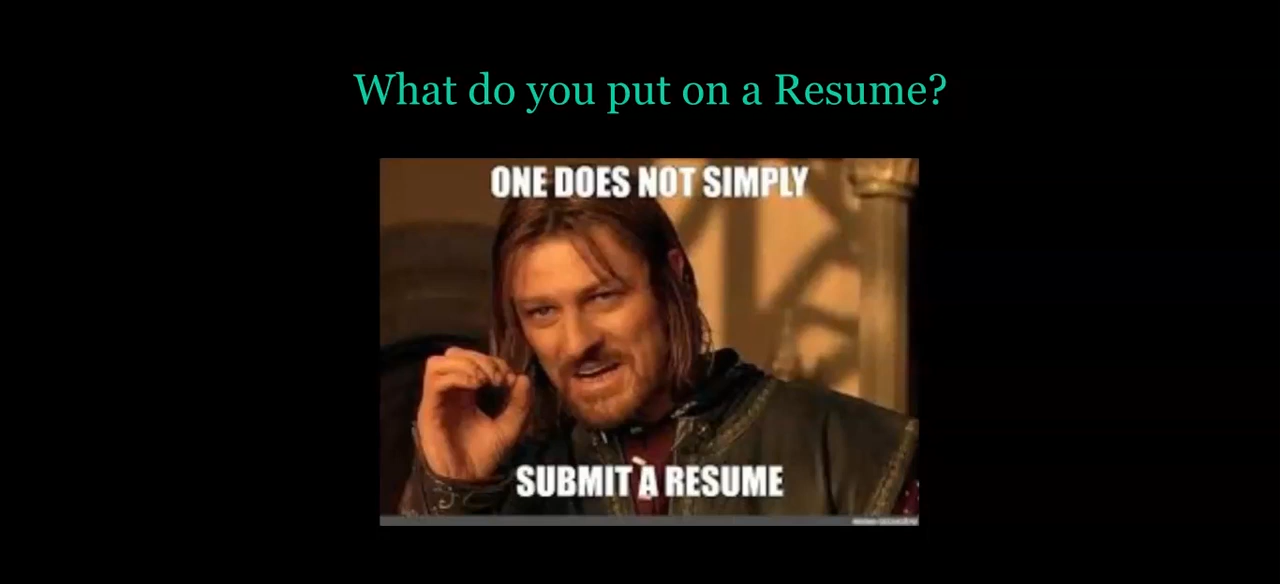 What do you put on a Resume?
ONE DOES NOT SIMPLY
SUBMIT A RESUME